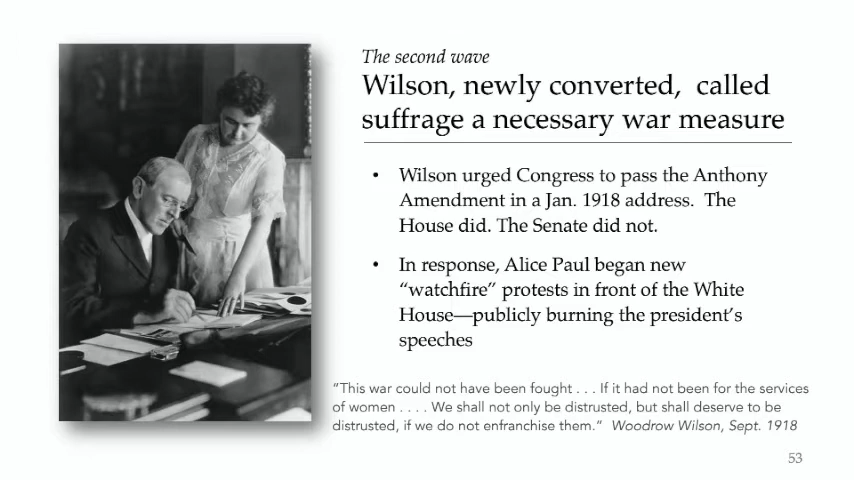 The second wave
Wilson, newly converted,  called
suffrage a necessary war measure
• Wilson urged Congress to pass the Anthony
Amendment in a Jan. 1918 address.  The
House did. The Senate did not.
• In response, Alice Paul began new
“watchfire” protests in front of the White
House—publicly burning the president’s
speeches
“This war could not have been fought . . . If it had not been for the services
of women . . . . We shall not only be distrusted, but shall deserve to be
distrusted, if we do not enfranchise them.”  Woodrow Wilson, Sept. 1918
53